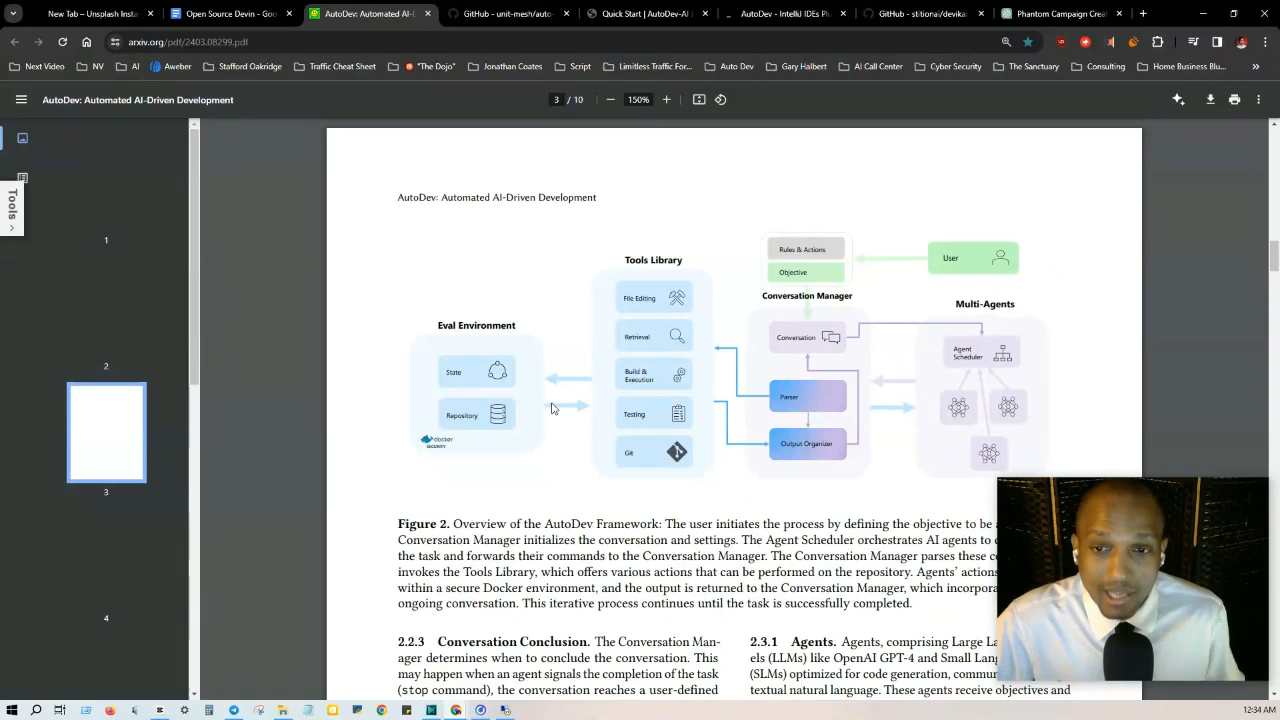 New – Unsplash Insta
Open Source Devin - Goo
AutoDev: Automated AI-D
GitHub - unit-mesh/auto-
Quick Start | AutoDev-AI
AutoDev - IntelliJ IDEs Plu
GitHub - stitionai/devika:
Phantom Campaign Crea
arxiv.org/pdf/2403.08299.pdf
Next Video
NV
AI
Aweber
Stafford Oakridge
Traffic Cheat Sheet
"The Dojo"
Jonathan Coates
Script
Limitless Traffic For...
Auto Dev
Gary Halbert
AI Call Center
Cyber Security
The Sanctuary
Consulting
Home Business Blu...
AutoDev: Automated AI-Driven Development
3 / 10
150%
Tools
1
2
3
4
AutoDev: Automated AI-Driven Development
Rules & Actions
Objective
User
Tools Library
Conversation Manager
Multi-Agents
Eval Environment
File Editing
Retrieval
Build &
Execution
Testing
Git
State
Repository
docker
SECURITY
Conversation
Parser
Output Organizer
Agent
Scheduler
Figure 2. Overview of the AutoDev Framework: The user initiates the process by defining the objective to be
Conversation Manager initializes the conversation and settings. The Agent Scheduler orchestrates AI agents to
the task and forwards their commands to the Conversation Manager. The Conversation Manager parses these
invokes the Tools Library, which offers various actions that can be performed on the repository. Agents' actions
within a secure Docker environment, and the output is returned to the Conversation Manager, which incorpora
ongoing conversation. This iterative process continues until the task is successfully completed.
2.2.3 Conversation Conclusion. The Conversation Man-
ager determines when to conclude the conversation. This
may happen when an agent signals the completion of the task
(stop command), the conversation reaches a user-defined
2.3.1 Agents. Agents, comprising Large La
els (LLMs) like OpenAI GPT-4 and Small Lang
(SLMs) optimized for code generation, commun
textual natural language. These agents receive objectives and
12:34 AM